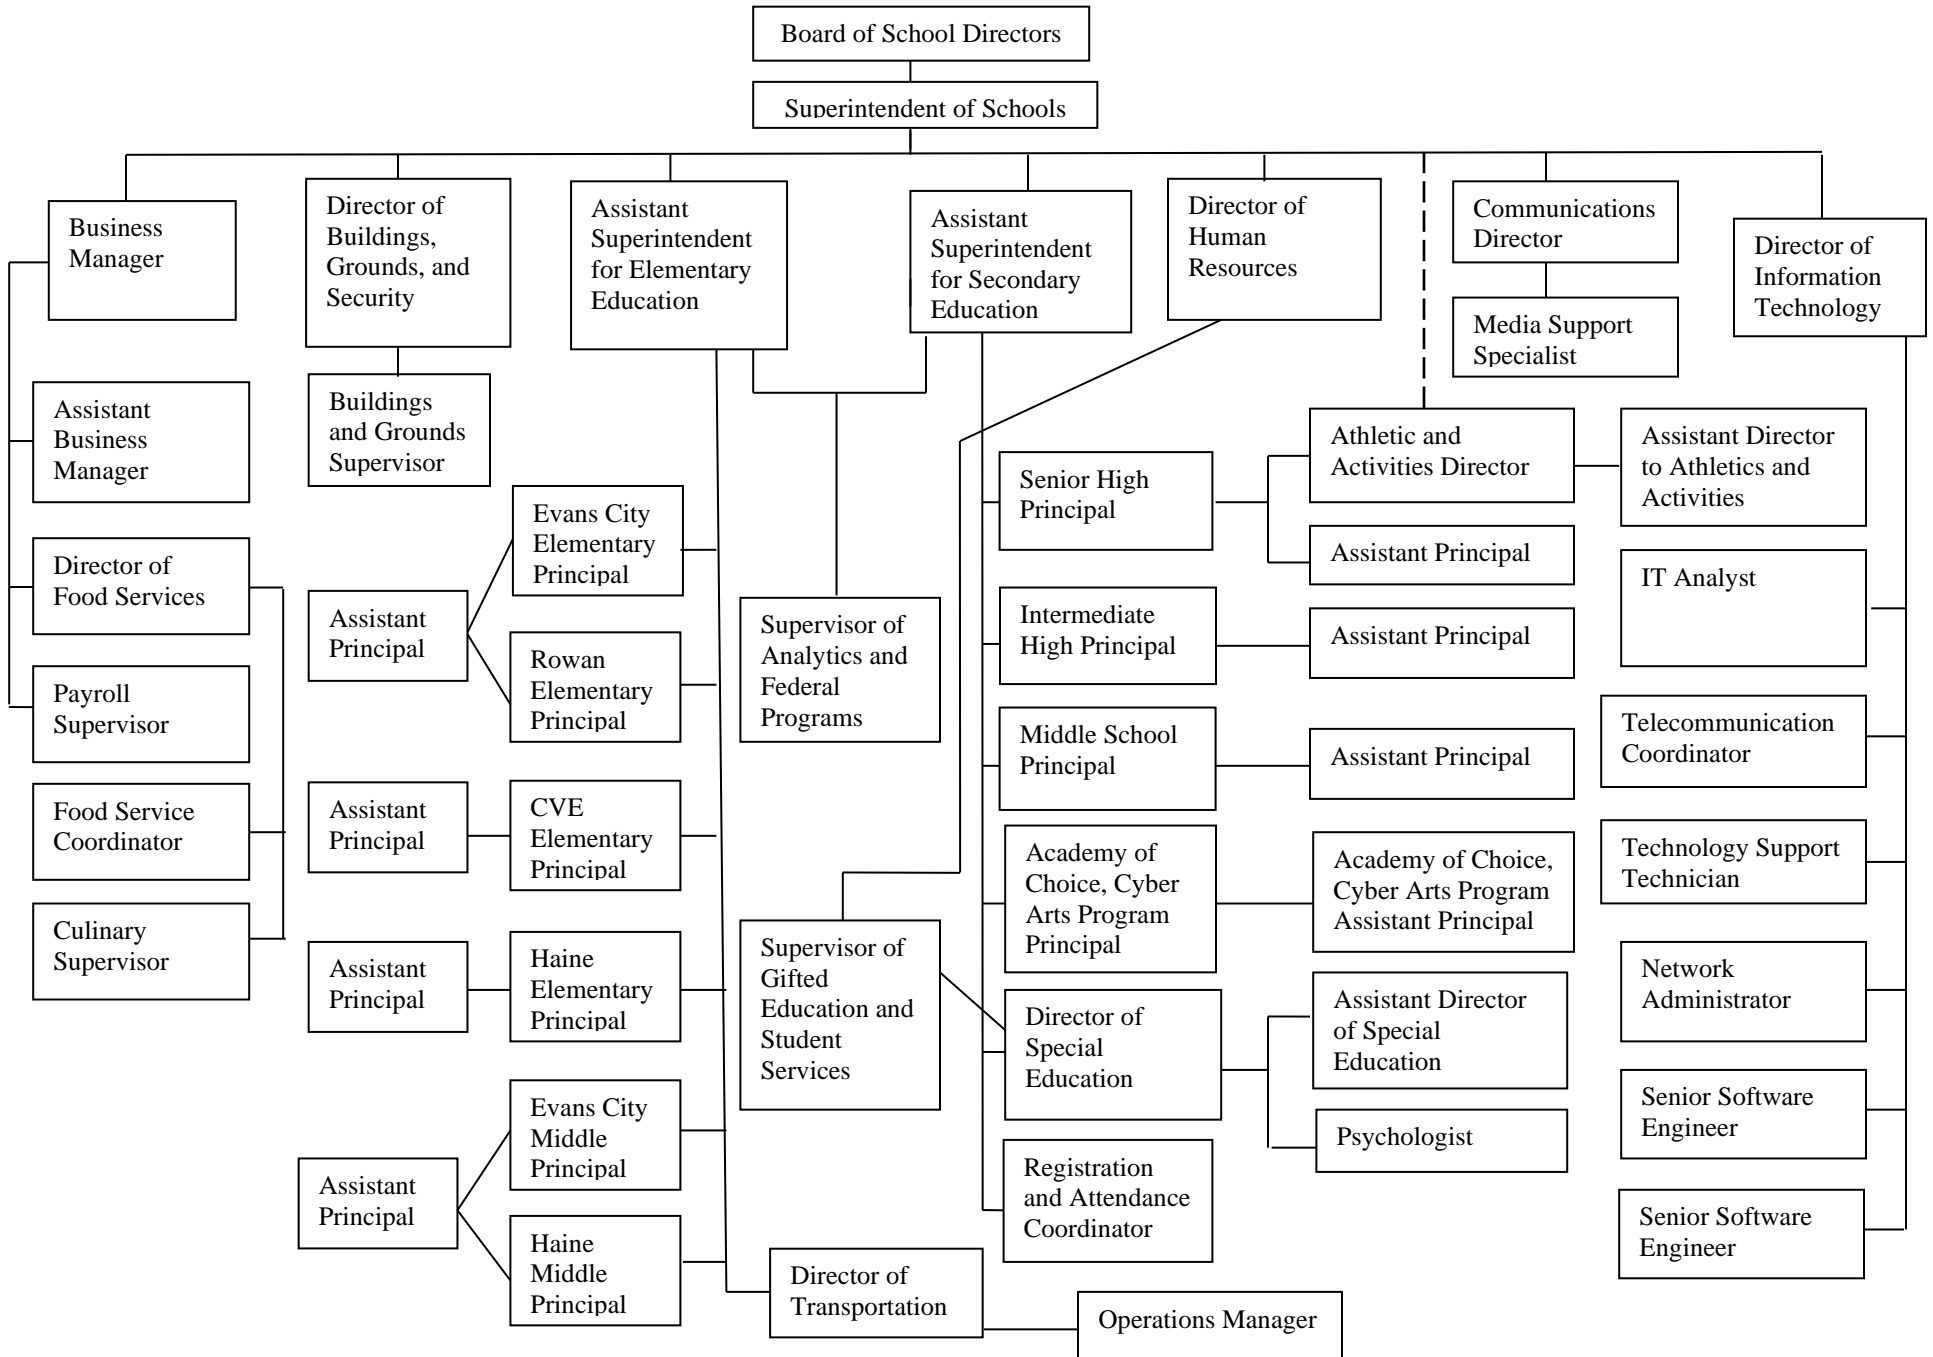 Board of School Directors
Superintendent of Schools
Business
Manager
Director of
Buildings,
Grounds, and
Security
Assistant
Superintendent
for Elementary
Education
Assistant
Superintendent
for Secondary
Education
Director of
Human
Resources
Communications
Director
Director of
Information
Technology
Media Support
Specialist
Assistant
Business
Manager
Buildings
and Grounds
Supervisor
Director of
Food Services
Payroll
Supervisor
Food Service
Coordinator
Culinary
Supervisor
Assistant
Principal
Evans City
Elementary
Principal
Rowan
Elementary
Principal
Assistant
Principal
CVE
Elementary
Principal
Assistant
Principal
Haine
Elementary
Principal
Assistant
Principal
Evans City
Middle
Principal
Haine
Middle
Principal
Supervisor of
Analytics and
Federal
Programs
Supervisor of
Gifted
Education and
Student
Services
Director of
Transportation
Operations Manager
Senior High
Principal
Athletic and
Activities Director
Assistant Director
to Athletics and
Activities
Assistant Principal
Intermediate
High Principal
Assistant Principal
Middle School
Principal
Assistant Principal
Academy of
Choice, Cyber
Arts Program
Principal
Academy of Choice,
Cyber Arts Program
Assistant Principal
Director of
Special
Education
Assistant Director
of Special
Education
Psychologist
Registration
and Attendance
Coordinator
IT Analyst
Telecommunication
Coordinator
Technology Support
Technician
Network
Administrator
Senior Software
Engineer
Senior Software
Engineer